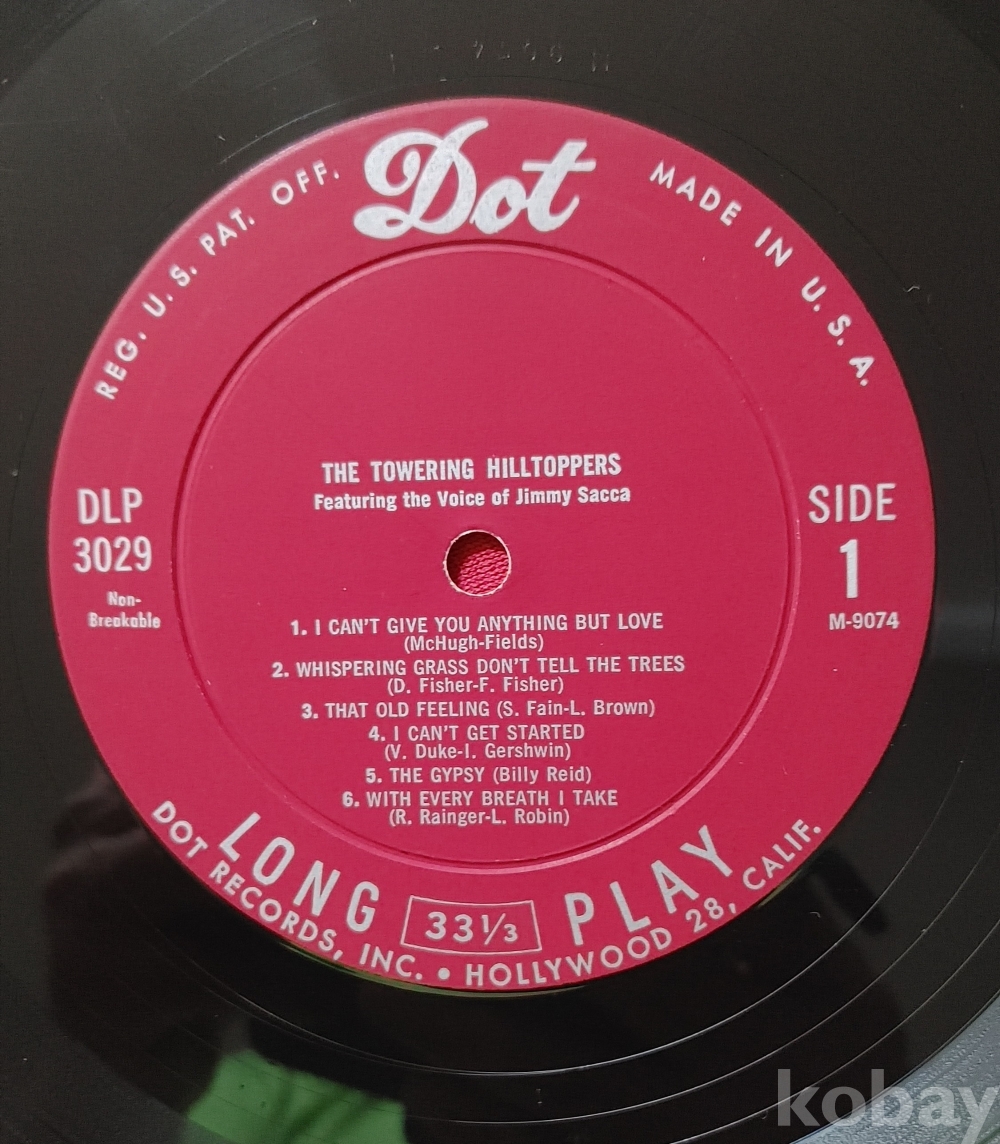 Dot
REG. U.S. PAT. OFF.
MADE IN U.S.A.
THE TOWERING HILLTOPPERS
Featuring the Voice of Jimmy Sacca
DLP
3029
Non-
Breakable
SIDE
1
M-9074
1. I CAN'T GIVE YOU ANYTHING BUT LOVE
(McHugh-Fields)
2. WHISPERING GRASS DON'T TELL THE TREES
(D. Fisher-F. Fisher)
3. THAT OLD FEELING (S. Fain-L. Brown)
4. I CAN'T GET STARTED
(V. Duke-I. Gershwin)
5. THE GYPSY (Billy Reid)
6. WITH EVERY BREATH I TAKE
(R. Rainger-L. Robin)
LONG 33⅓ PLAY
DOT RECORDS, INC. • HOLLYWOOD 28, CALIF.
kobay